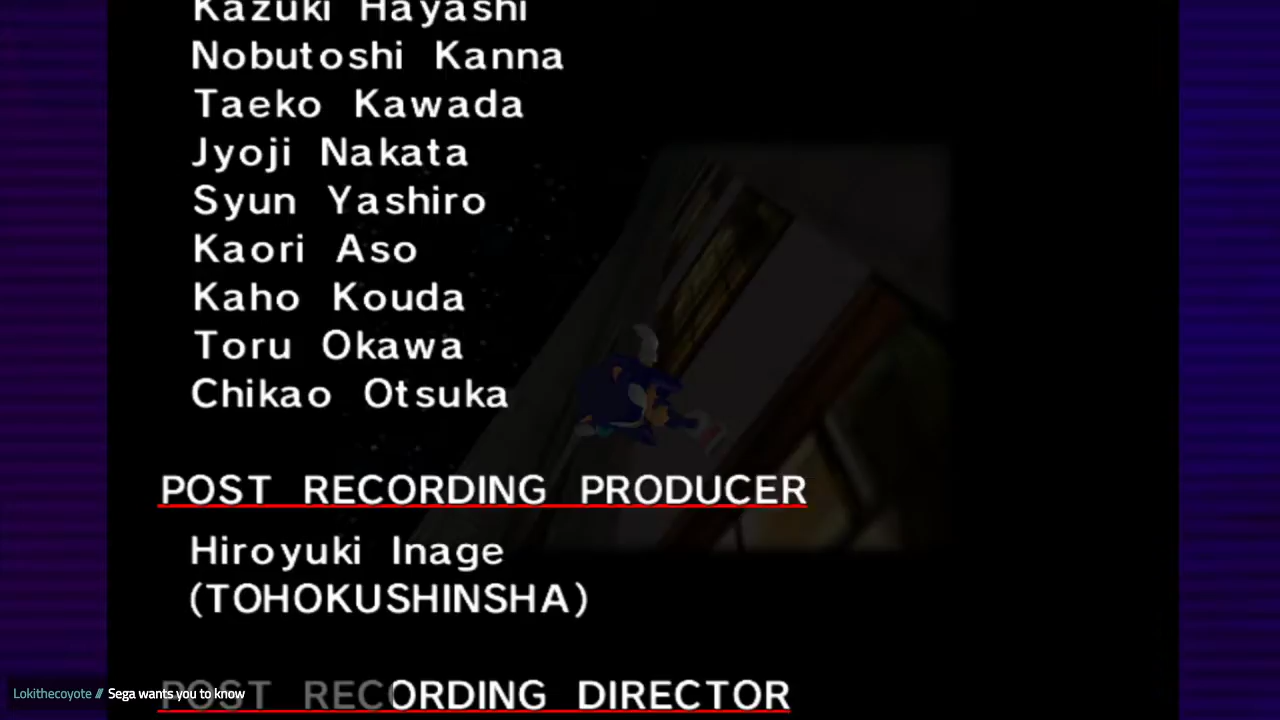 Kazuki Hayashi
Nobutoshi Kanna
Taeko Kawada
Jyoji Nakata
Syun Yashiro
Kaori Aso
Kaho Kouda
Toru Okawa
Chikao Otsuka
POST RECORDING PRODUCER
Hiroyuki Inage
(TOHOKUSHINSHA)
POST RECORDING DIRECTOR
Lokithecoyote // Sega wants you to know